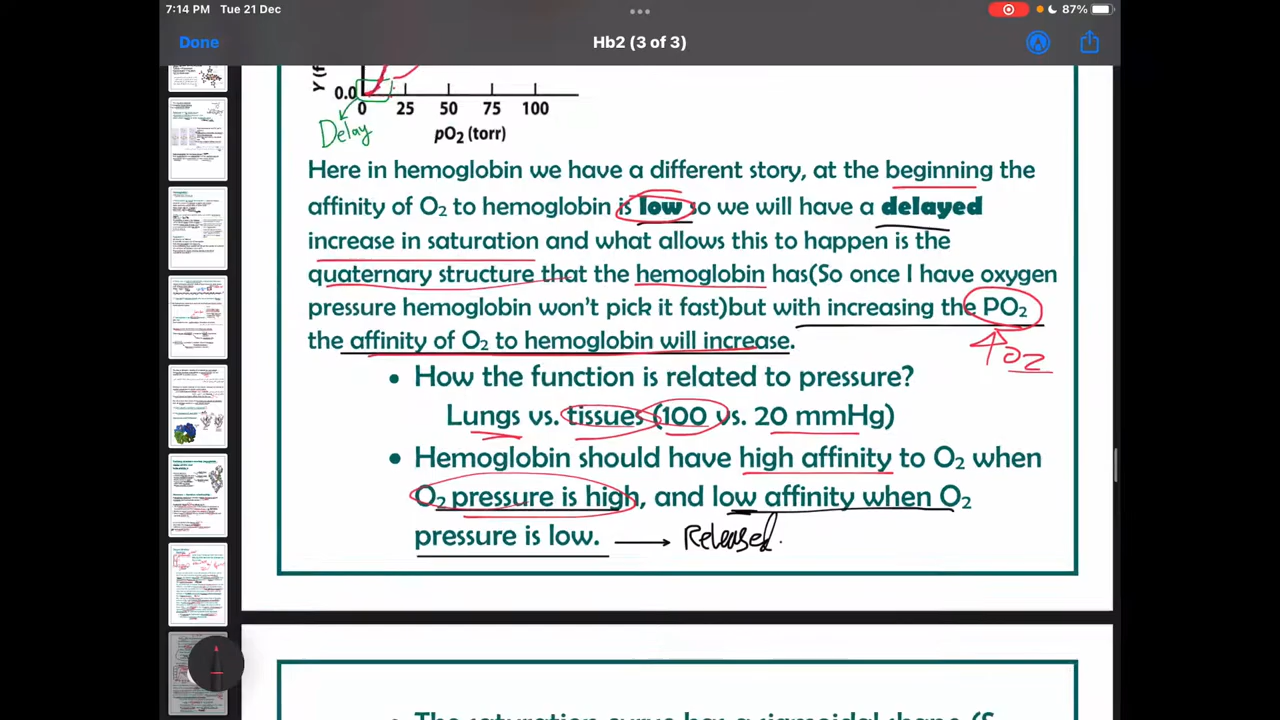 7:14 PM Tue 21 Dec
87%
Done
Hb2 (3 of 3)
Y (f
0.0
0 25 50 75 100
Delay
pO2 (torr)
Here in hemoglobin we have a different story, at the beginning the
affinity of O₂ to hemoglobin is low so we will have a delayed
increase in saturation and what allows this to happen is the
quaternary structure that the hemoglobin has(So once I have oxygen
pressure hemoglobin won't pick it fast)but with increasing the PO₂
the affinity of O₂ to hemoglobin will increase.
↑O2
• How the function is related to pressure?
Lungs vs. tissues (100 vs. 20 mmHg)
• Hemoglobin should have high affinity to O₂ when
O₂ pressure is high, and low affinity when O₂
pressure is low. → Released.
• The saturation curve has a sigmoidal shape (S